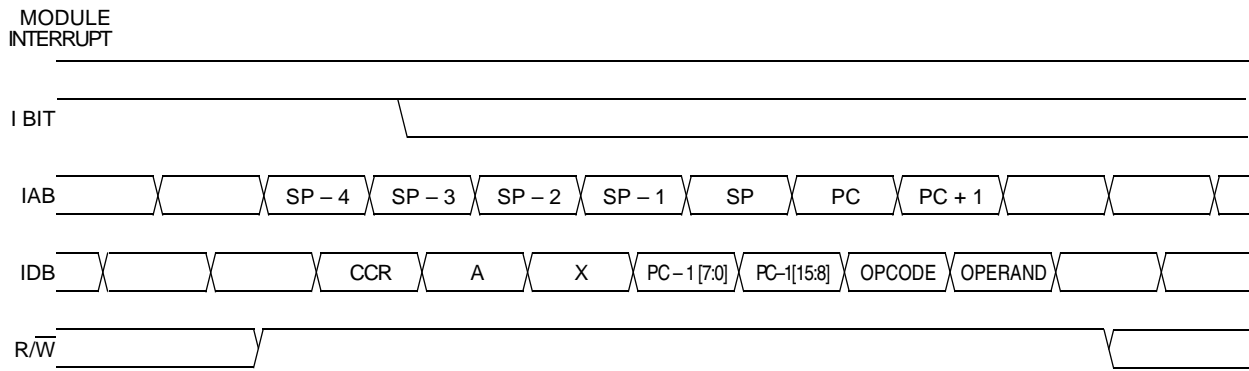 MODULE
INTERRUPT
I BIT
IAB SP – 4 SP – 3 SP – 2 SP – 1 SP PC PC + 1
IDB CCR A X PC – 1 [7:0] PC–1[15:8] OPCODE OPERAND
R/W̅